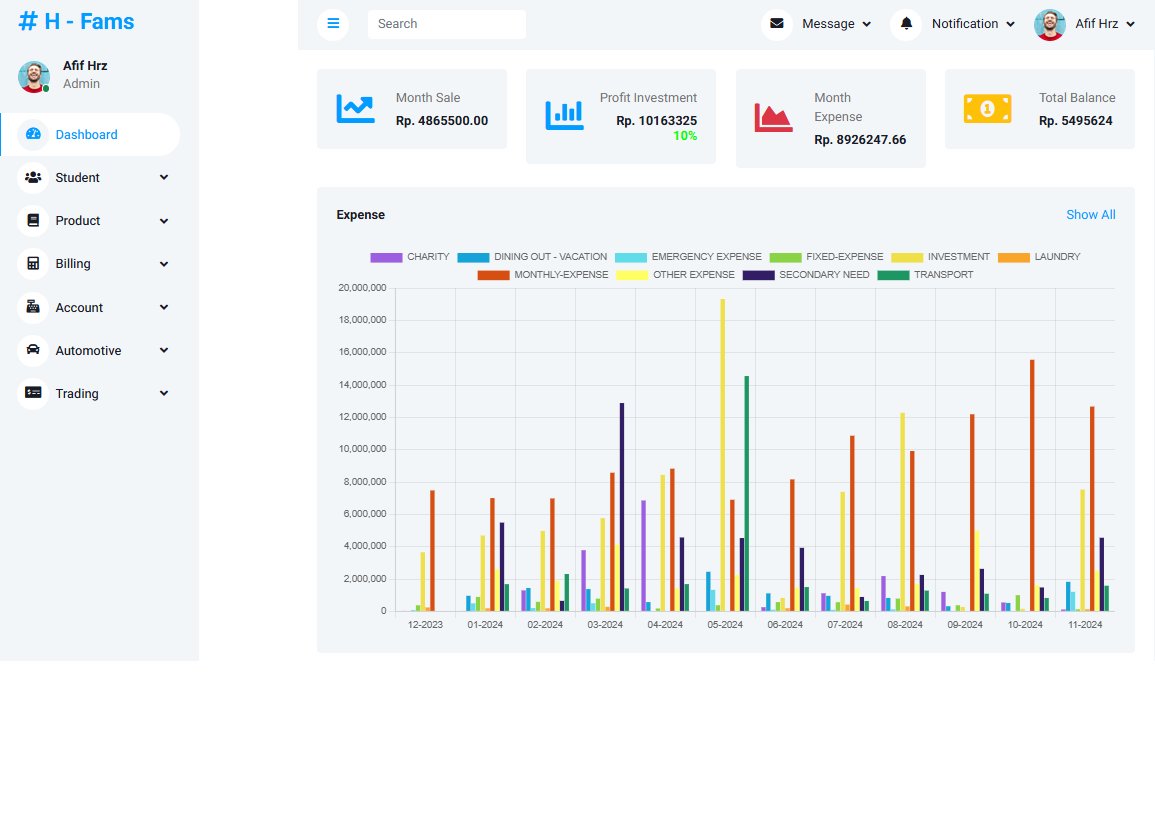 # H - Fams
Afif Hrz
Admin
Dashboard
Student
Product
Billing
Account
Automotive
Trading
Search
Message
Notification
Afif Hrz
Month Sale
Rp. 4865500.00
Profit Investment
Rp. 10163325
10%
Month
Expense
Rp. 8926247.66
Total Balance
Rp. 5495624
Expense
Show All
CHARITY DINING OUT - VACATION EMERGENCY EXPENSE FIXED-EXPENSE INVESTMENT LAUNDRY
MONTHLY-EXPENSE OTHER EXPENSE SECONDARY NEED TRANSPORT
20,000,000
18,000,000
16,000,000
14,000,000
12,000,000
10,000,000
8,000,000
6,000,000
4,000,000
2,000,000
0
12-2023 01-2024 02-2024 03-2024 04-2024 05-2024 06-2024 07-2024 08-2024 09-2024 10-2024 11-2024